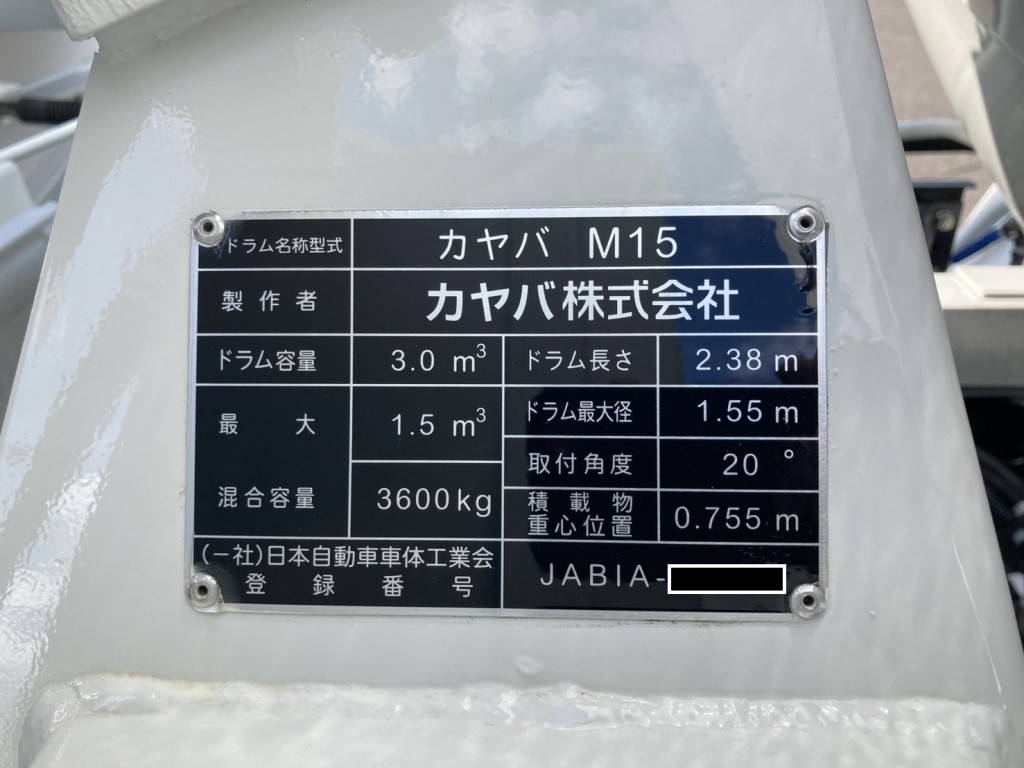 ドラム名称型式 カヤバ M15
製作者 カヤバ株式会社
ドラム容量 3.0 m³ ドラム長さ 2.38 m
最大 1.5 m³ ドラム最大径 1.55 m
取付角度 20 °
混合容量 3600kg 積載物
重心位置 0.755 m
(一社)日本自動車車体工業会
登録番号 JABIA-